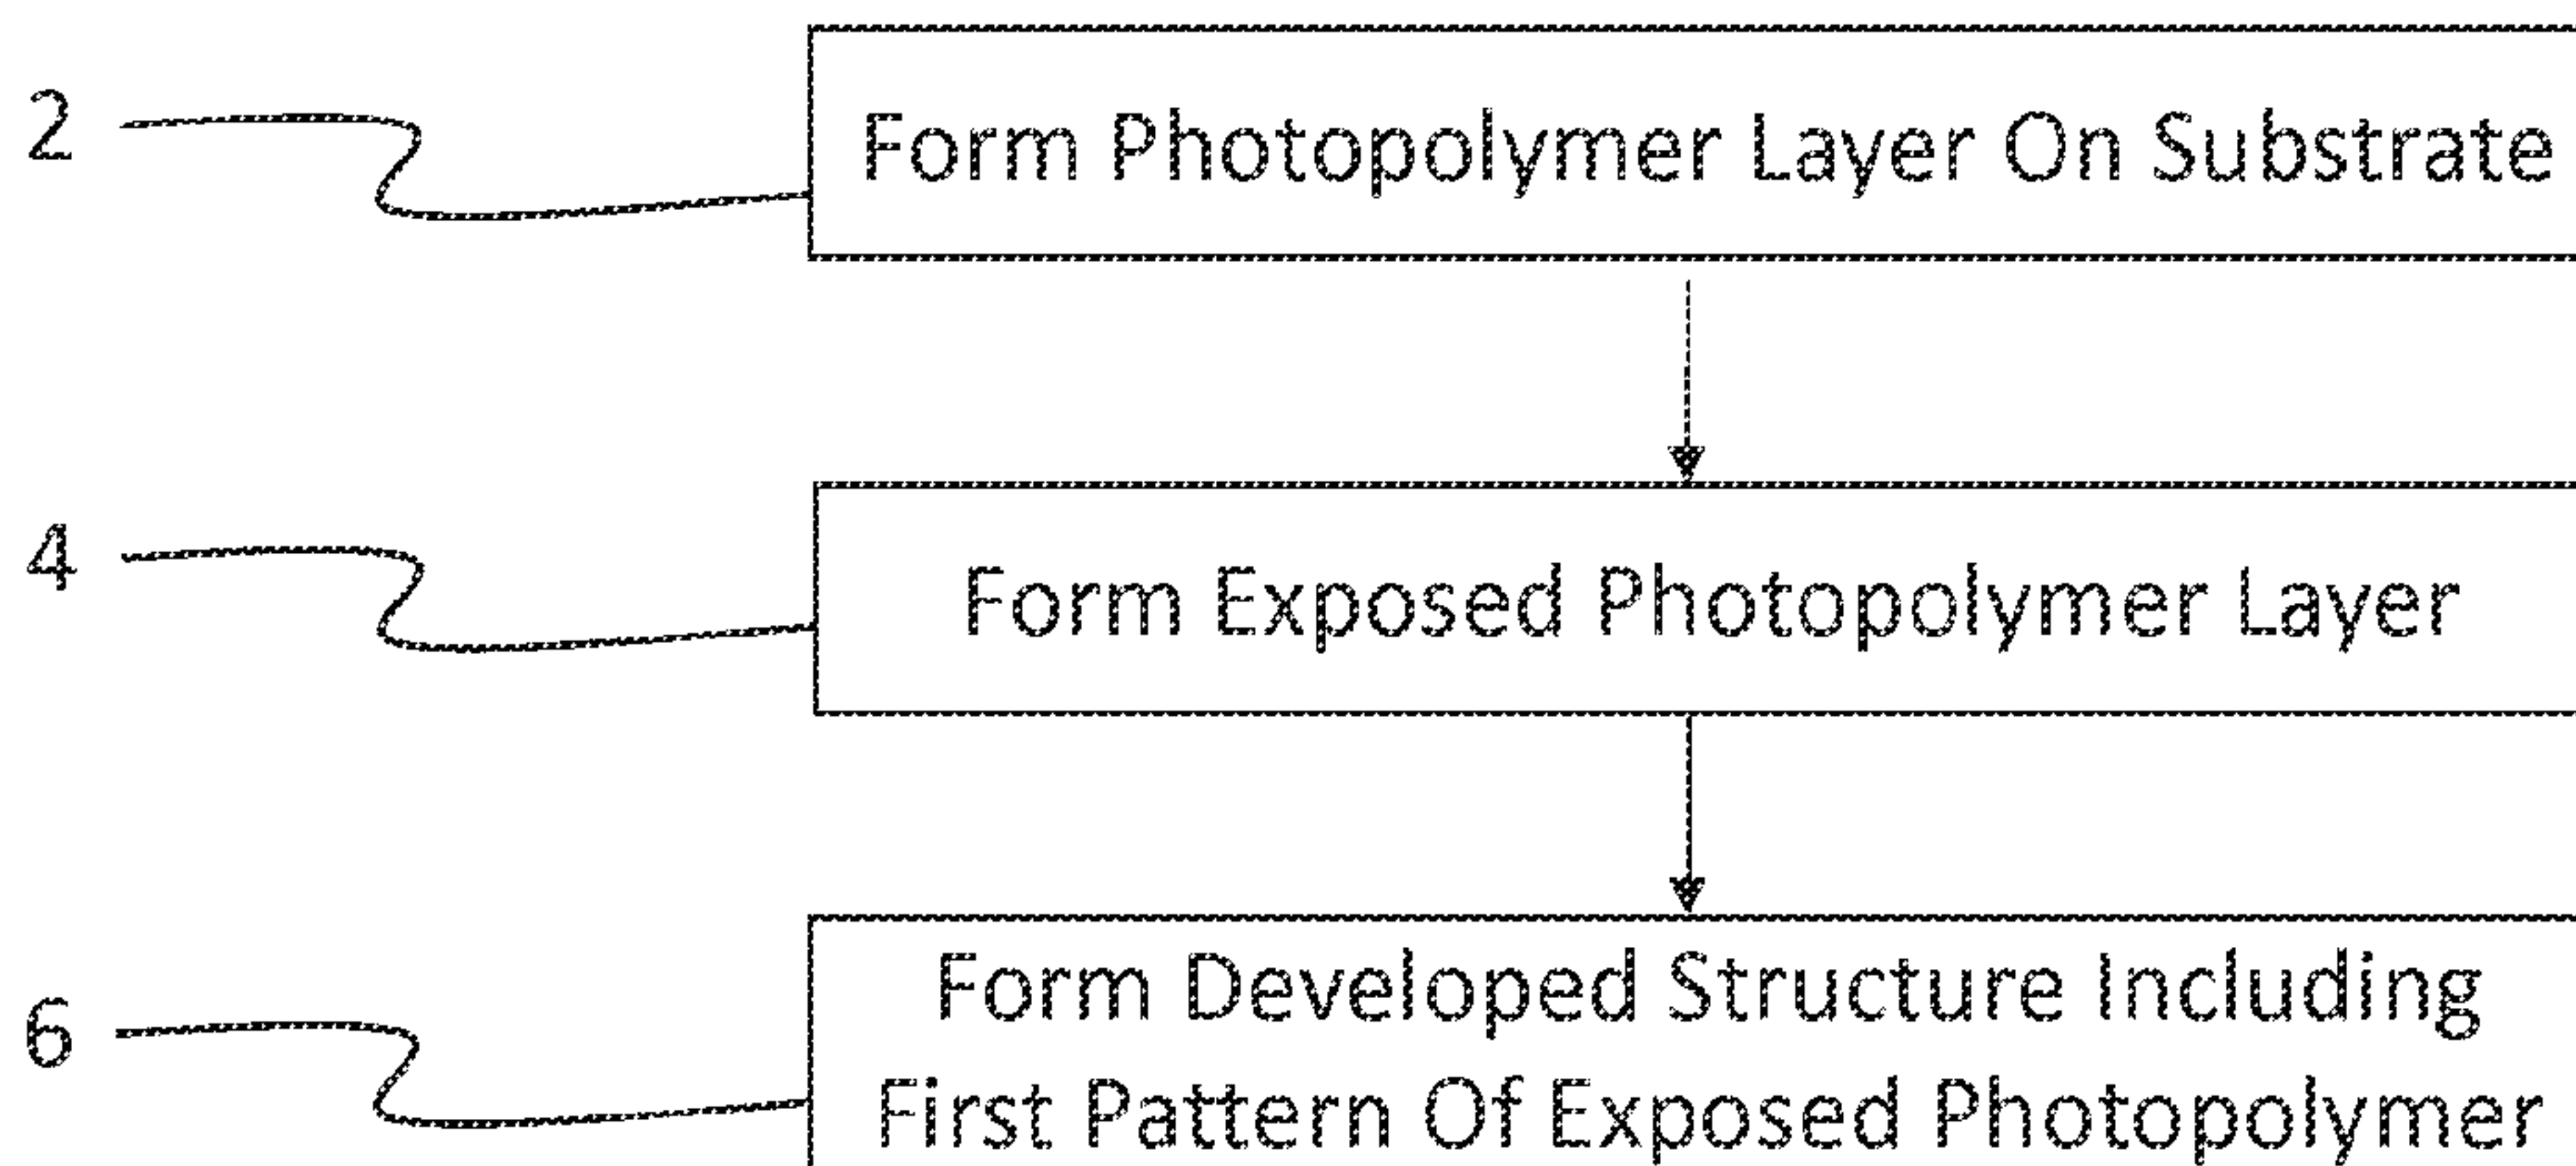 2
Form Photopolymer Layer On Substrate
4
Form Exposed Photopolymer Layer
6
Form Developed Structure Including
First Pattern Of Exposed Photopolymer